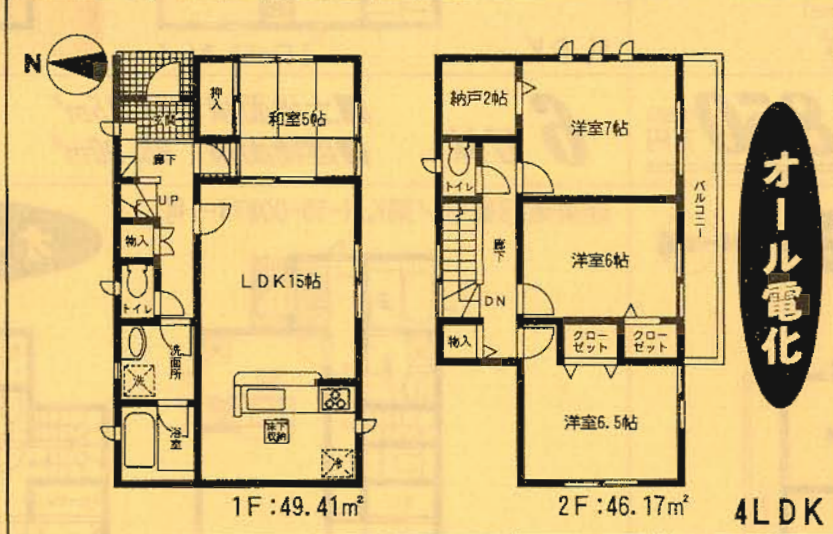 N
押入
和室5帖
玄関
廊下
UP
物入
トイレ
LDK15帖
洗面所
洗
浴室
床下収納
冷
1F:49.41㎡
納戸2帖
洋室7帖
トイレ
廊下
バルコニー
洋室6帖
DN
物入
クローゼット
クローゼット
洋室6.5帖
2F:46.17㎡
オール電化
4LDK